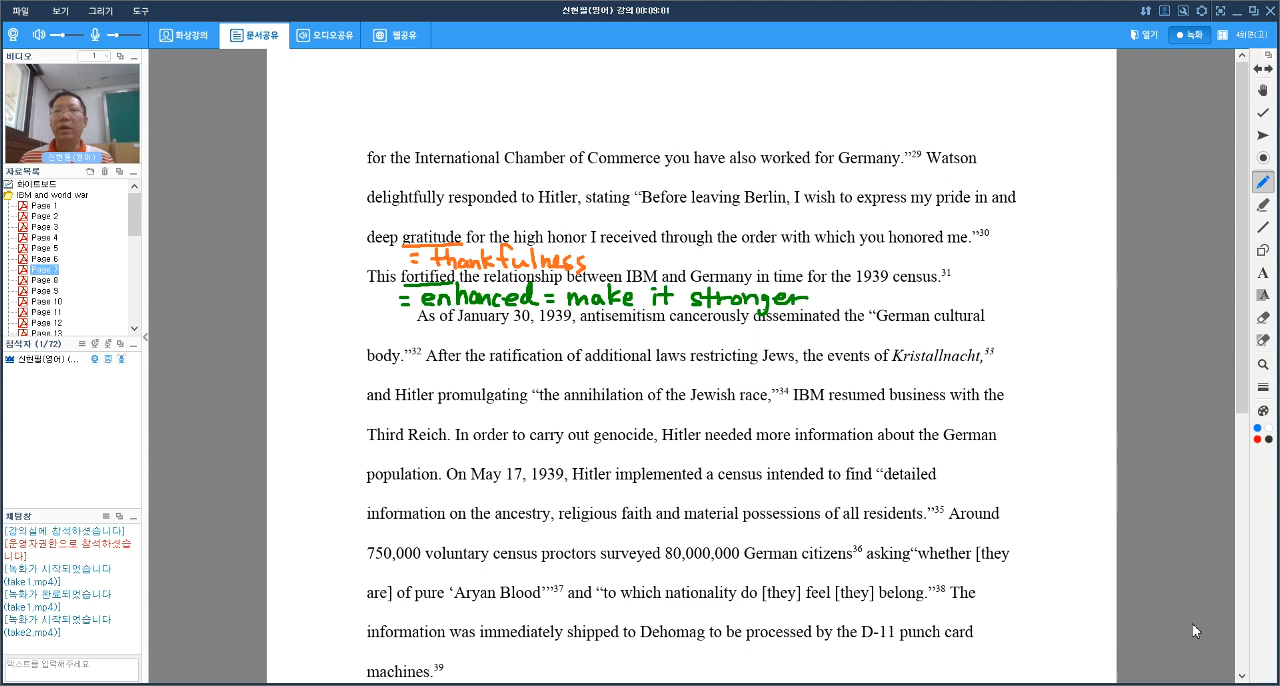 파일 보기 그리기 도구 신현필(영어) 강의 00:09:01
화상강의 문서공유 오디오공유 웹공유 열기 녹화 4화면(고)
비디오 1
신현필(영어)
자료목록
화이트보드
IBM and world war
Page 1
Page 2
Page 3
Page 4
Page 5
Page 6
Page 7
Page 8
Page 9
Page 10
Page 11
Page 12
Page 13
참석자 (1/72)
신현필(영어) (...
채팅창
[강의실에 참석하셨습니다]
[운영자권한으로 참석하셧습
니다]
[녹화가 시작되었습니다
(take1.mp4)]
[녹화가 완료되었습니다
(take1.mp4)]
[녹화가 시작되었습니다
(take2.mp4)]
텍스트를 입력해주세요
for the International Chamber of Commerce you have also worked for Germany.”29 Watson
delightfully responded to Hitler, stating “Before leaving Berlin, I wish to express my pride in and
deep gratitude for the high honor I received through the order with which you honored me.”30
= thankfulness
This fortified the relationship between IBM and Germany in time for the 1939 census.31
= enhanced = make it stronger
As of January 30, 1939, antisemitism cancerously disseminated the “German cultural
body.”32 After the ratification of additional laws restricting Jews, the events of Kristallnacht,33
and Hitler promulgating “the annihilation of the Jewish race,”34 IBM resumed business with the
Third Reich. In order to carry out genocide, Hitler needed more information about the German
population. On May 17, 1939, Hitler implemented a census intended to find “detailed
information on the ancestry, religious faith and material possessions of all residents.”35 Around
750,000 voluntary census proctors surveyed 80,000,000 German citizens36 asking“whether [they
are] of pure ‘Aryan Blood’”37 and “to which nationality do [they] feel [they] belong.”38 The
information was immediately shipped to Dehomag to be processed by the D-11 punch card
machines.39